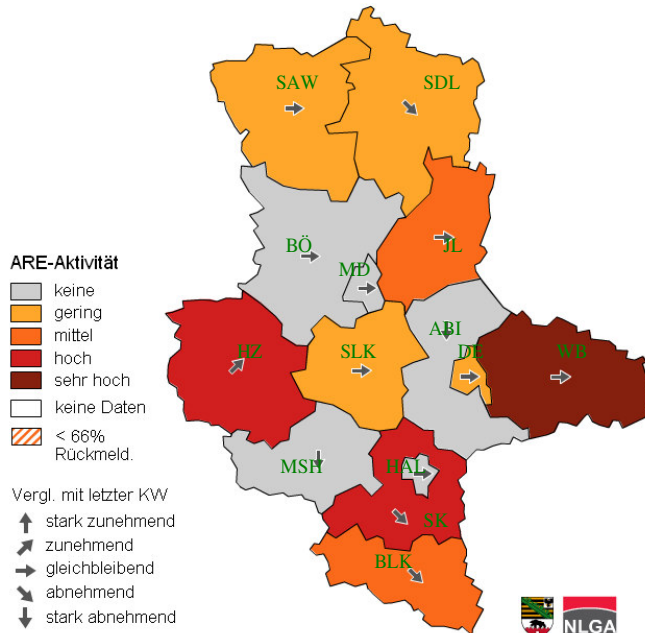 SAW
SDL
BÖ
MD
JL
ARE-Aktivität
keine
gering
mittel
hoch
sehr hoch
keine Daten
< 66%
Rückmeld.
HZ
SLK
ABI
DE
WB
MSH
HAL
SK
BLK
Vergl. mit letzter KW
stark zunehmend
zunehmend
gleichbleibend
abnehmend
stark abnehmend
NLGA